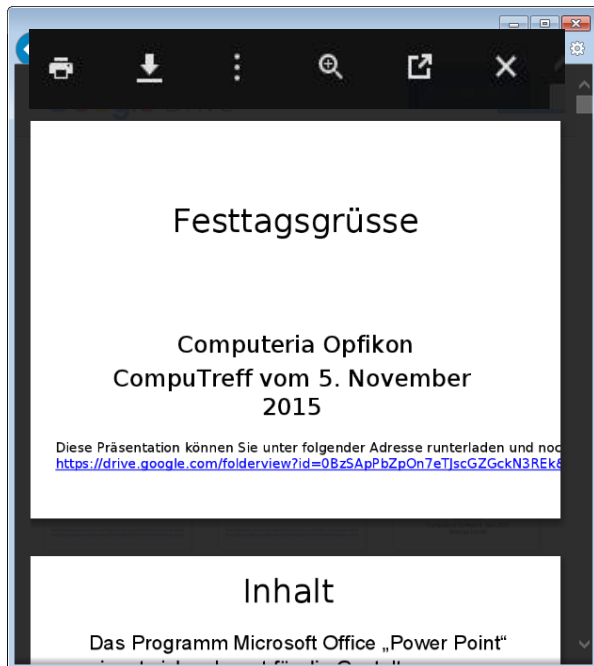 Festtagsgrüsse
Computeria Opfikon
CompuTreff vom 5. November
2015
Diese Präsentation können Sie unter folgender Adresse runterladen und noc
https://drive.google.com/folderview?id=0BzSApPbZpOn7eTJscGZGckN3REk&
Inhalt
Das Programm Microsoft Office „Power Point“